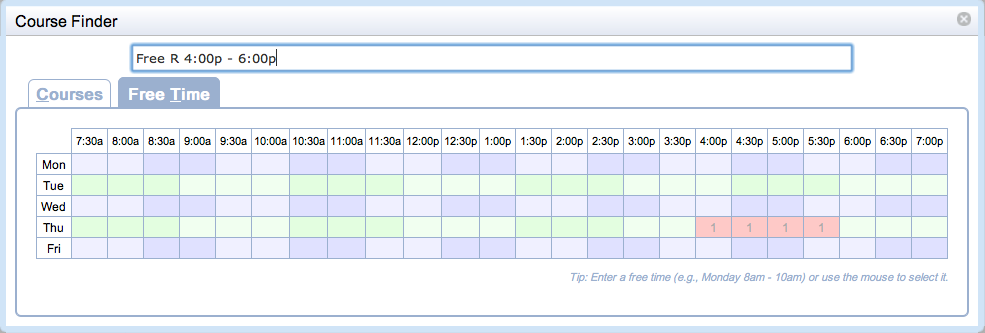 Course Finder
Free R 4:00p - 6:00p
Courses Free Time
7:30a 8:00a 8:30a 9:00a 9:30a 10:00a 10:30a 11:00a 11:30a 12:00p 12:30p 1:00p 1:30p 2:00p 2:30p 3:00p 3:30p 4:00p 4:30p 5:00p 5:30p 6:00p 6:30p 7:00p
Mon
Tue
Wed
Thu 1 1 1 1
Fri
Tip: Enter a free time (e.g., Monday 8am - 10am) or use the mouse to select it.